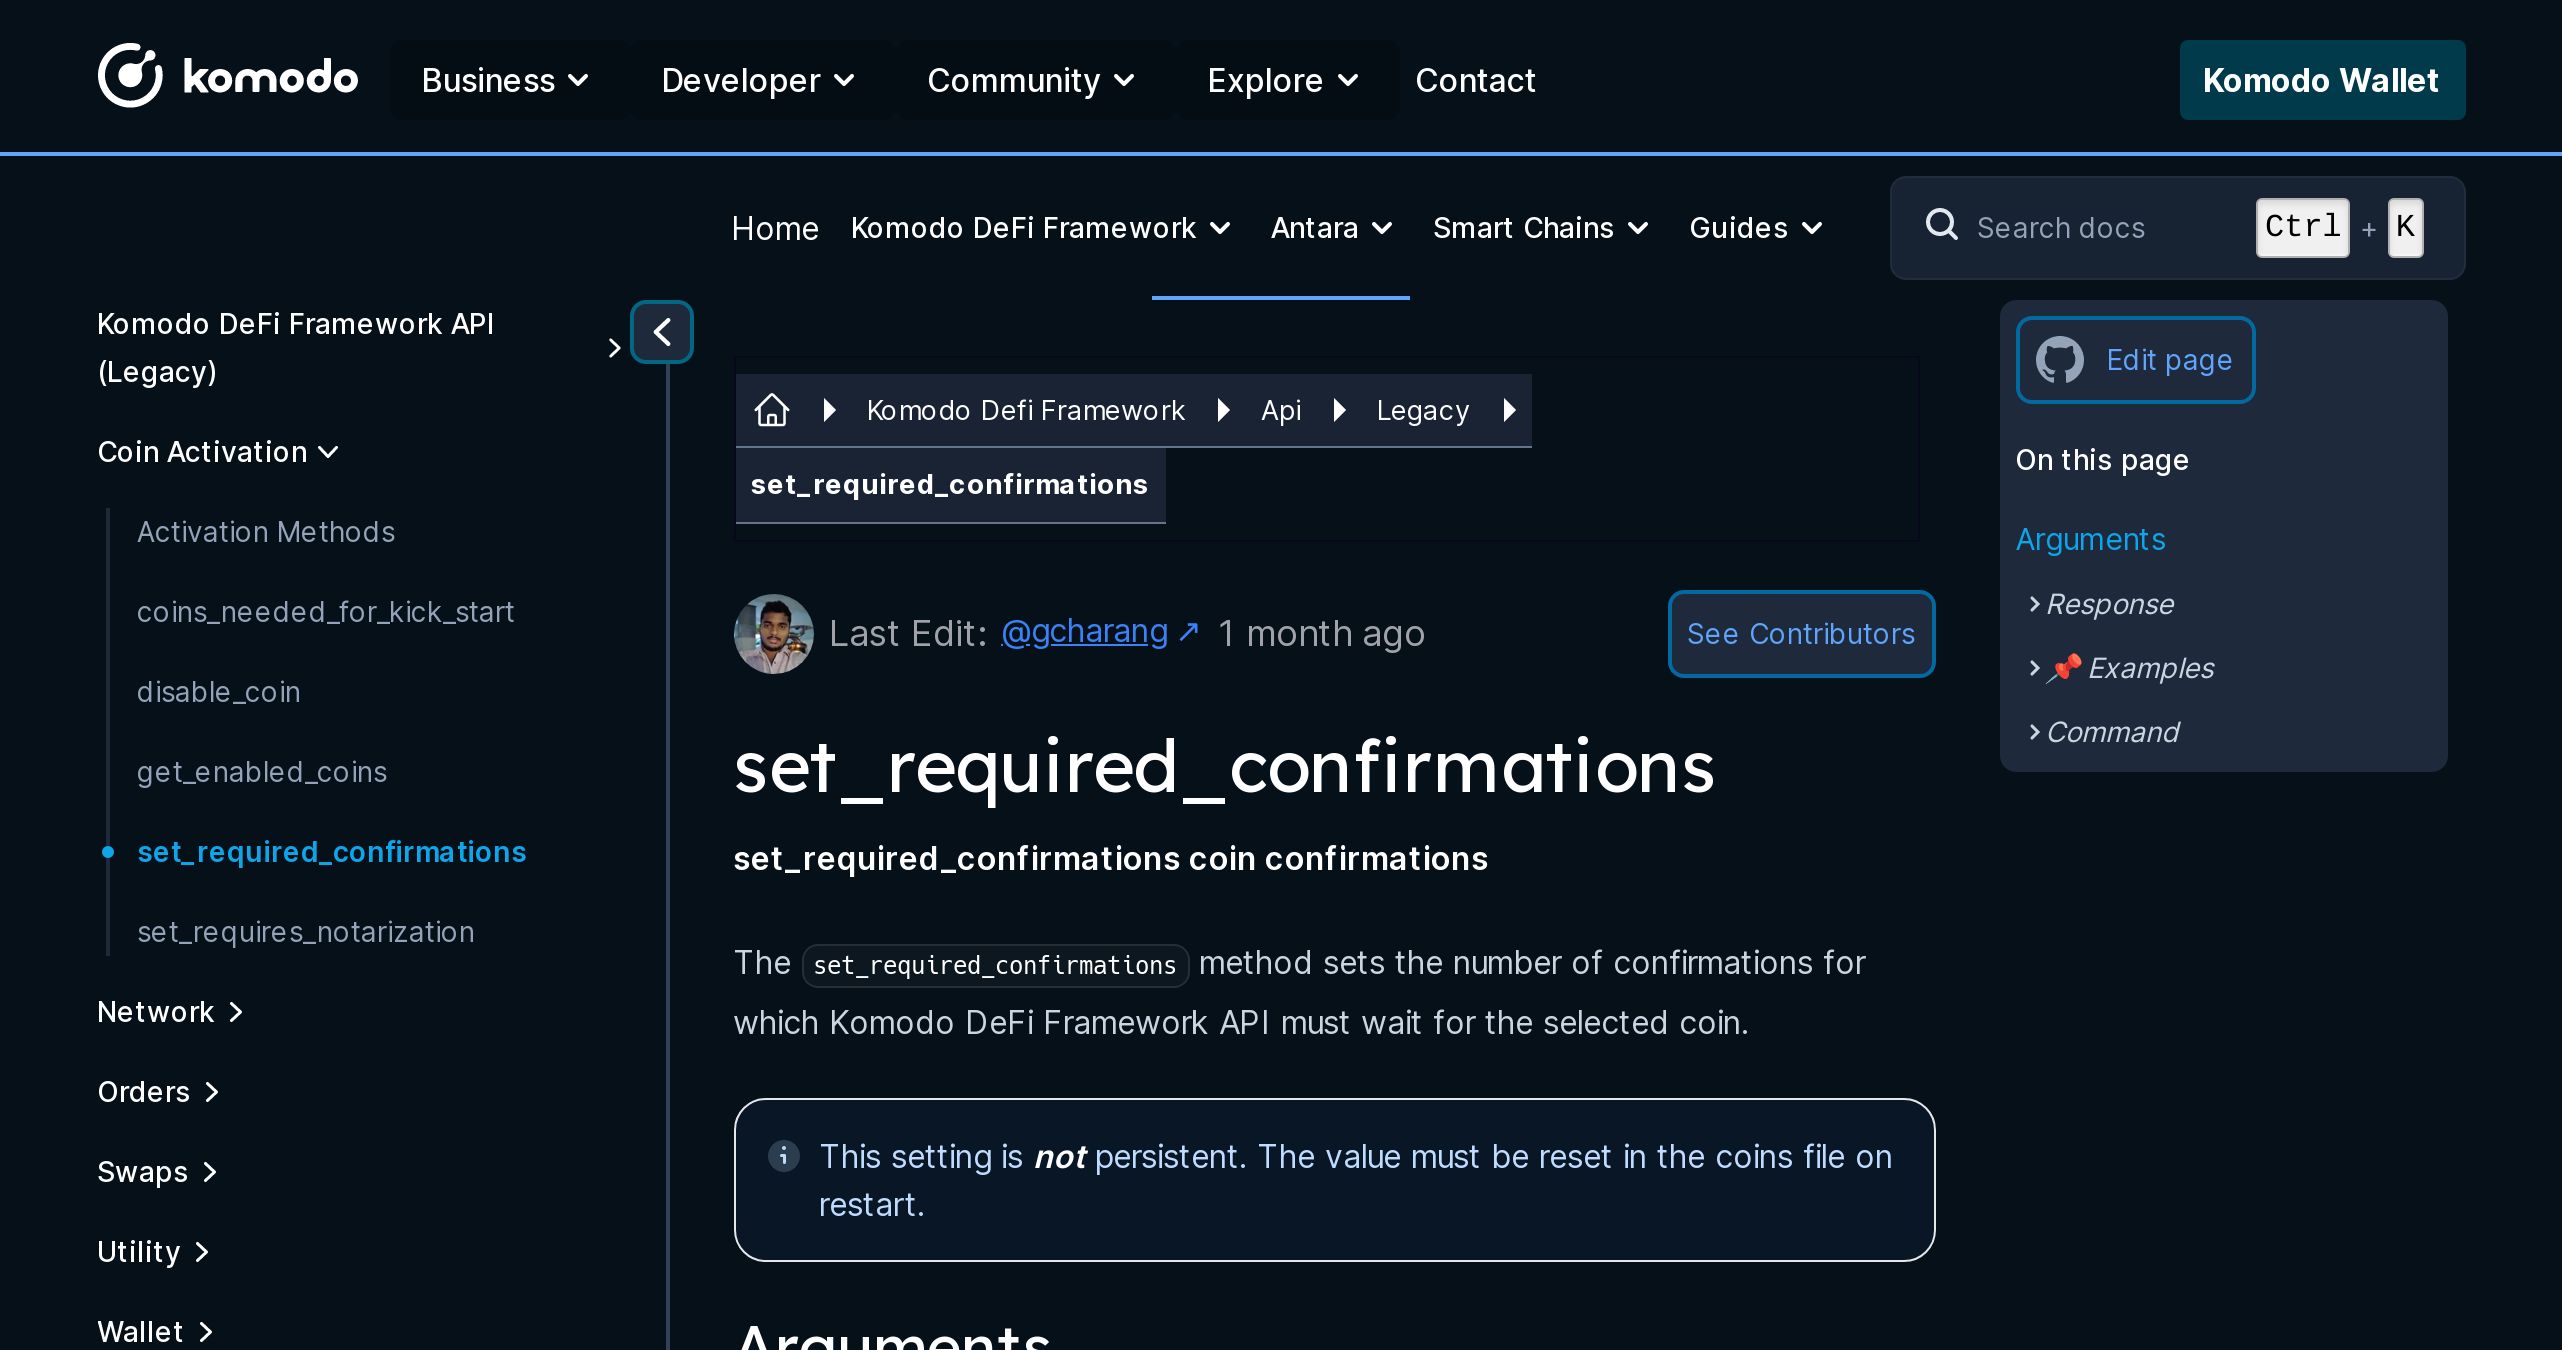 komodo
Business
Developer
Community
Explore
Contact
Komodo Wallet
Home
Komodo DeFi Framework
Antara
Smart Chains
Guides
Search docs
Ctrl + K
Komodo DeFi Framework API
(Legacy)
Coin Activation
Activation Methods
coins_needed_for_kick_start
disable_coin
get_enabled_coins
set_required_confirmations
set_requires_notarization
Network
Orders
Swaps
Utility
Wallet
Komodo Defi Framework
Api
Legacy
set_required_confirmations
Last Edit: @gcharang ↗ 1 month ago
See Contributors
set_required_confirmations
set_required_confirmations coin confirmations
The set_required_confirmations method sets the number of confirmations for
which Komodo DeFi Framework API must wait for the selected coin.
This setting is not persistent. The value must be reset in the coins file on
restart.
Arguments
Edit page
On this page
Arguments
Response
📌 Examples
Command